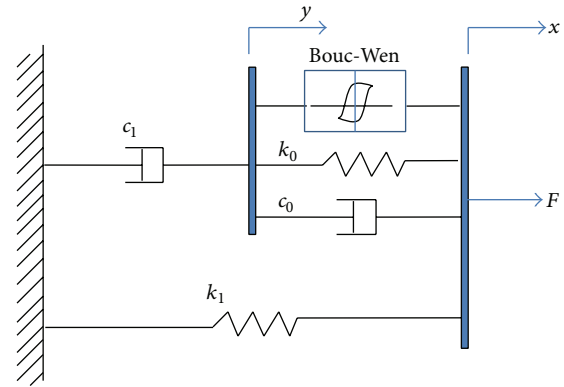 y
x
Bouc-Wen
c₁
k₀
c₀
F
k₁